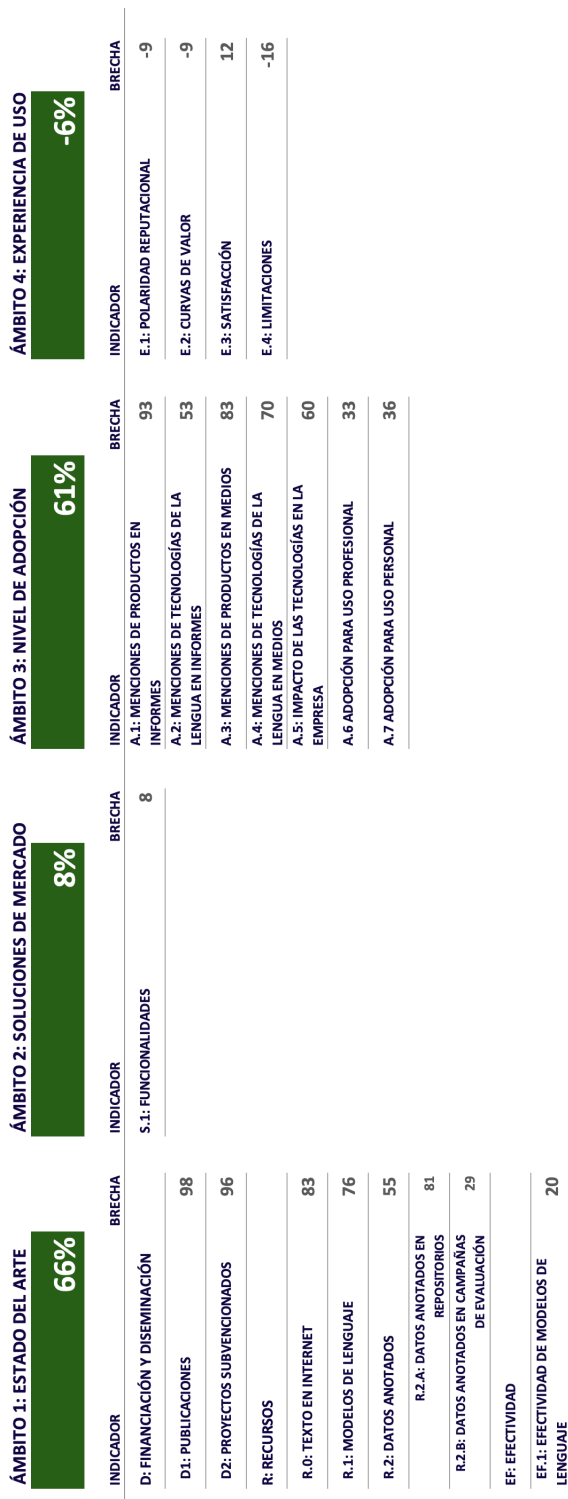 ÁMBITO 1: ESTADO DEL ARTE
66%
INDICADOR BRECHA
D: FINANCIACIÓN Y DISEMINACIÓN
D1: PUBLICACIONES 98
D2: PROYECTOS SUBVENCIONADOS 96
R: RECURSOS
R.0: TEXTO EN INTERNET 83
R.1: MODELOS DE LENGUAJE 76
R.2: DATOS ANOTADOS 55
R.2.A: DATOS ANOTADOS EN
REPOSITORIOS 81
R.2.B: DATOS ANOTADOS EN CAMPAÑAS
DE EVALUACIÓN 29
EF: EFECTIVIDAD
EF.1: EFECTIVIDAD DE MODELOS DE
LENGUAJE 20
ÁMBITO 2: SOLUCIONES DE MERCADO
8%
INDICADOR BRECHA
S.1: FUNCIONALIDADES 8
ÁMBITO 3: NIVEL DE ADOPCIÓN
61%
INDICADOR BRECHA
A.1: MENCIONES DE PRODUCTOS EN
INFORMES 93
A.2: MENCIONES DE TECNOLOGÍAS DE LA
LENGUA EN INFORMES 53
A.3: MENCIONES DE PRODUCTOS EN MEDIOS 83
A.4: MENCIONES DE TECNOLOGÍAS DE LA
LENGUA EN MEDIOS 70
A.5: IMPACTO DE LAS TECNOLOGÍAS EN LA
EMPRESA 60
A.6 ADOPCIÓN PARA USO PROFESIONAL 33
A.7 ADOPCIÓN PARA USO PERSONAL 36
ÁMBITO 4: EXPERIENCIA DE USO
-6%
INDICADOR BRECHA
E.1: POLARIDAD REPUTACIONAL -9
E.2: CURVAS DE VALOR -9
E.3: SATISFACCIÓN 12
E.4: LIMITACIONES -16